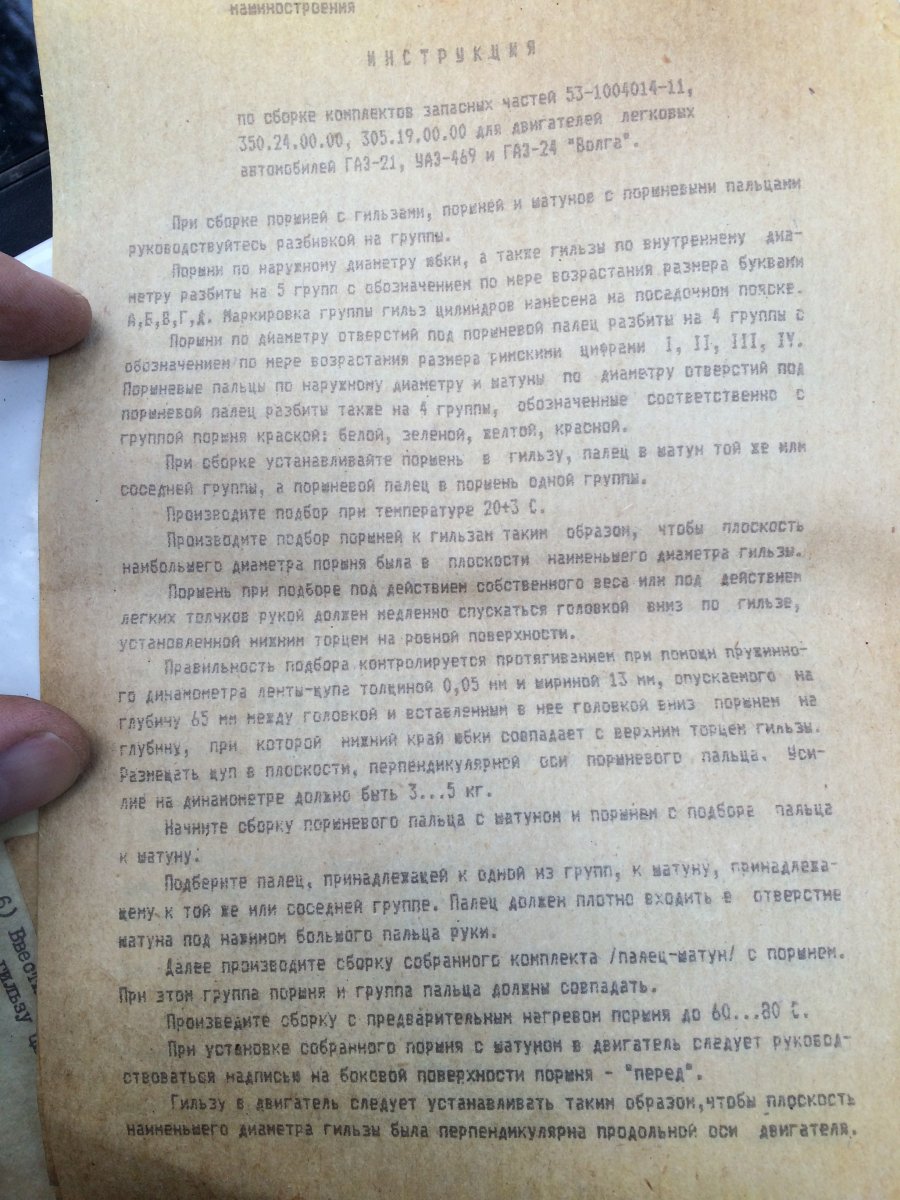 машиностроения
ИНСТРУКЦИЯ
по сборке комплектов запасных частей 53-1004014-11,
350.24.00.00, 305.19.00.00 для двигателей легковых
автомобилей ГАЗ-21, УАЗ-469 и ГАЗ-24 "Волга".
При сборке поршней с гильзами, поршней и шатунов с поршневыми пальцами
руководствуйтесь разбивкой на группы.
Поршни по наружному диаметру юбки, а также гильзы по внутреннему диа-
метру разбиты на 5 групп с обозначением по мере возрастания размера буквами
А,Б,В,Г,Д. Маркировка группы гильз цилиндров нанесена на посадочном пояске.
Поршни по диаметру отверстий под поршневой палец разбиты на 4 группы с
обозначением по мере возрастания размера римскими цифрами I, II, III, IV.
Поршневые пальцы по наружному диаметру и шатуны по диаметру отверстий под
поршневой палец разбиты также на 4 группы, обозначенные соответственно с
группой поршня краской: белой, зеленой, желтой, красной.
При сборке устанавливайте поршень в гильзу, палец в шатун той же или
соседней группы, а поршневой палец в поршень одной группы.
Производите подбор при температуре 20+3 С.
Производите подбор поршней к гильзам таким образом, чтобы плоскость
наибольшего диаметра поршня была в плоскости наименьшего диаметра гильзы.
Поршень при подборе под действием собственного веса или под действием
легких толчков рукой должен медленно спускаться головкой вниз по гильзе,
установленной нижним торцем на ровной поверхности.
Правильность подбора контролируется протягиванием при помощи пружинно-
го динамометра ленты-щупа толщиной 0,05 мм и шириной 13 мм, опускаемого на
глубину 65 мм между головкой и вставленным в нее головкой вниз поршнем на
глубину, при которой нижний край юбки совпадает с верхним торцем гильзы.
Размещать щуп в плоскости, перпендикулярной оси поршневого пальца. Уси-
лие на динамометре должно быть 3...5 кг.
Начните сборку поршневого пальца с шатуном и поршнем с подбора пальца
к шатуну.
Подберите палец, принадлежащей к одной из групп, к шатуну, принадлежа-
щему к той же или соседней группе. Палец должен плотно входить в отверстие
шатуна под нажимом большого пальца руки.
Далее производите сборку собранного комплекта /палец-шатун/ с поршнем.
При этом группа поршня и группа пальца должны совпадать.
Произведите сборку с предварительным нагревом поршня до 60...80 С.
При установке собранного поршня с шатуном в двигатель следует руковод-
ствоваться надписью на боковой поверхности поршня - "перед".
Гильзу в двигатель следует устанавливать таким образом,чтобы плоскость
наименьшего диаметра гильзы была перпендикулярна продольной оси двигателя.
6) Ввести
гильзу